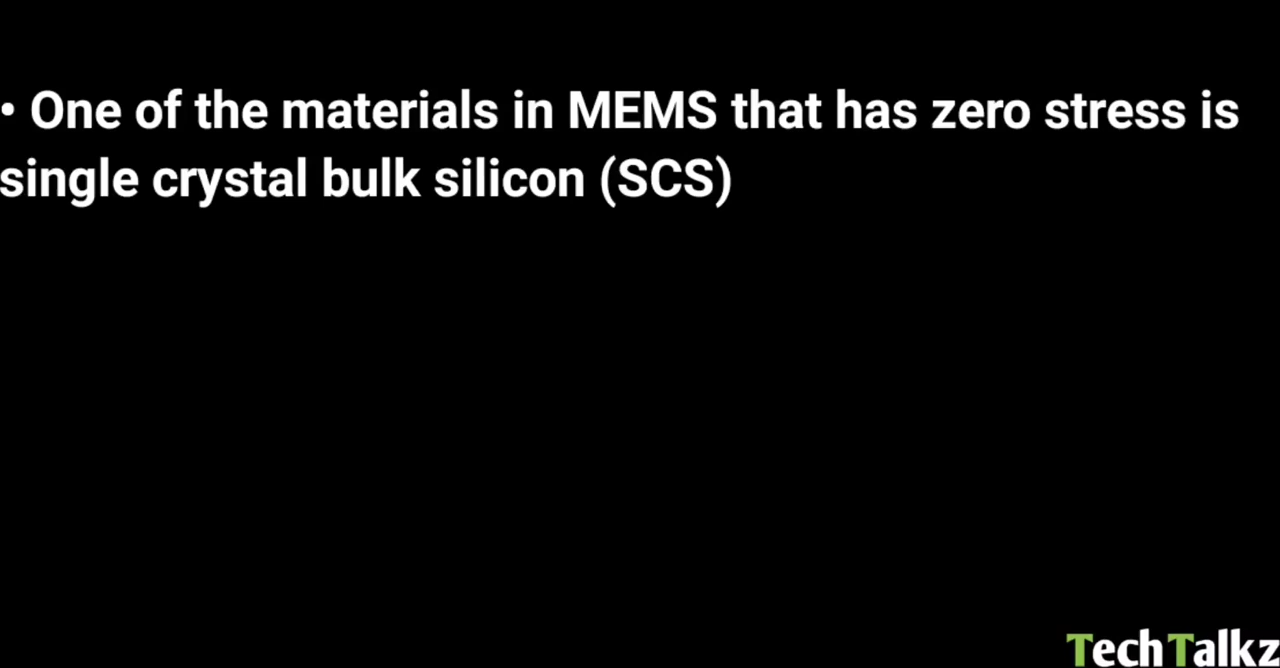 • One of the materials in MEMS that has zero stress is
single crystal bulk silicon (SCS)
TechTalkz